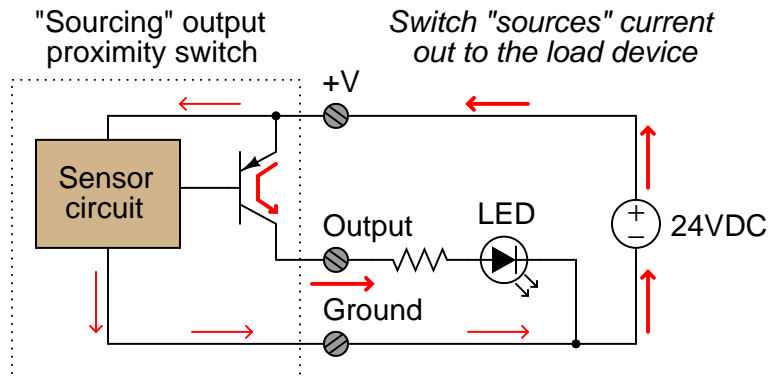 "Sourcing" output
proximity switch
Switch "sources" current
out to the load device
+V
Sensor
circuit
Output
LED
+
−
24VDC
Ground